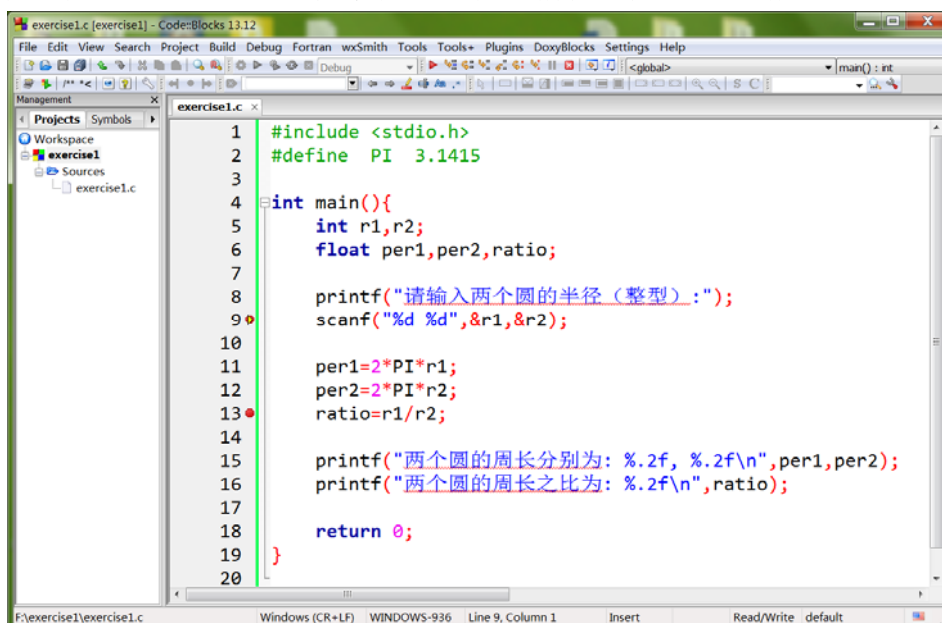 exercise1.c [exercise1] - Code::Blocks 13.12
File Edit View Search Project Build Debug Fortran wxSmith Tools Tools+ Plugins DoxyBlocks Settings Help
Debug
<global>
main() : int
S C
Management
Projects Symbols
exercise1.c
Workspace
exercise1
Sources
exercise1.c
1 #include <stdio.h>
2 #define PI 3.1415
3
4 int main(){
5 int r1,r2;
6 float per1,per2,ratio;
7
8 printf("请输入两个圆的半径（整型）:");
9 scanf("%d %d",&r1,&r2);
10
11 per1=2*PI*r1;
12 per2=2*PI*r2;
13 ratio=r1/r2;
14
15 printf("两个圆的周长分别为: %.2f, %.2f\n",per1,per2);
16 printf("两个圆的周长之比为: %.2f\n",ratio);
17
18 return 0;
19 }
20
F:\exercise1\exercise1.c Windows (CR+LF) WINDOWS-936 Line 9, Column 1 Insert Read/Write default